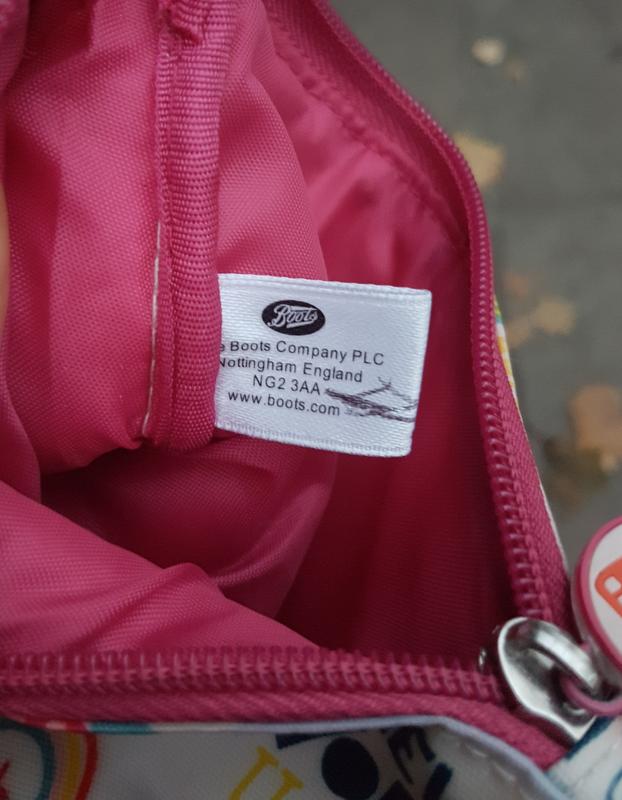 Boots
e Boots Company PLC
Nottingham England
NG2 3AA
www.boots.com